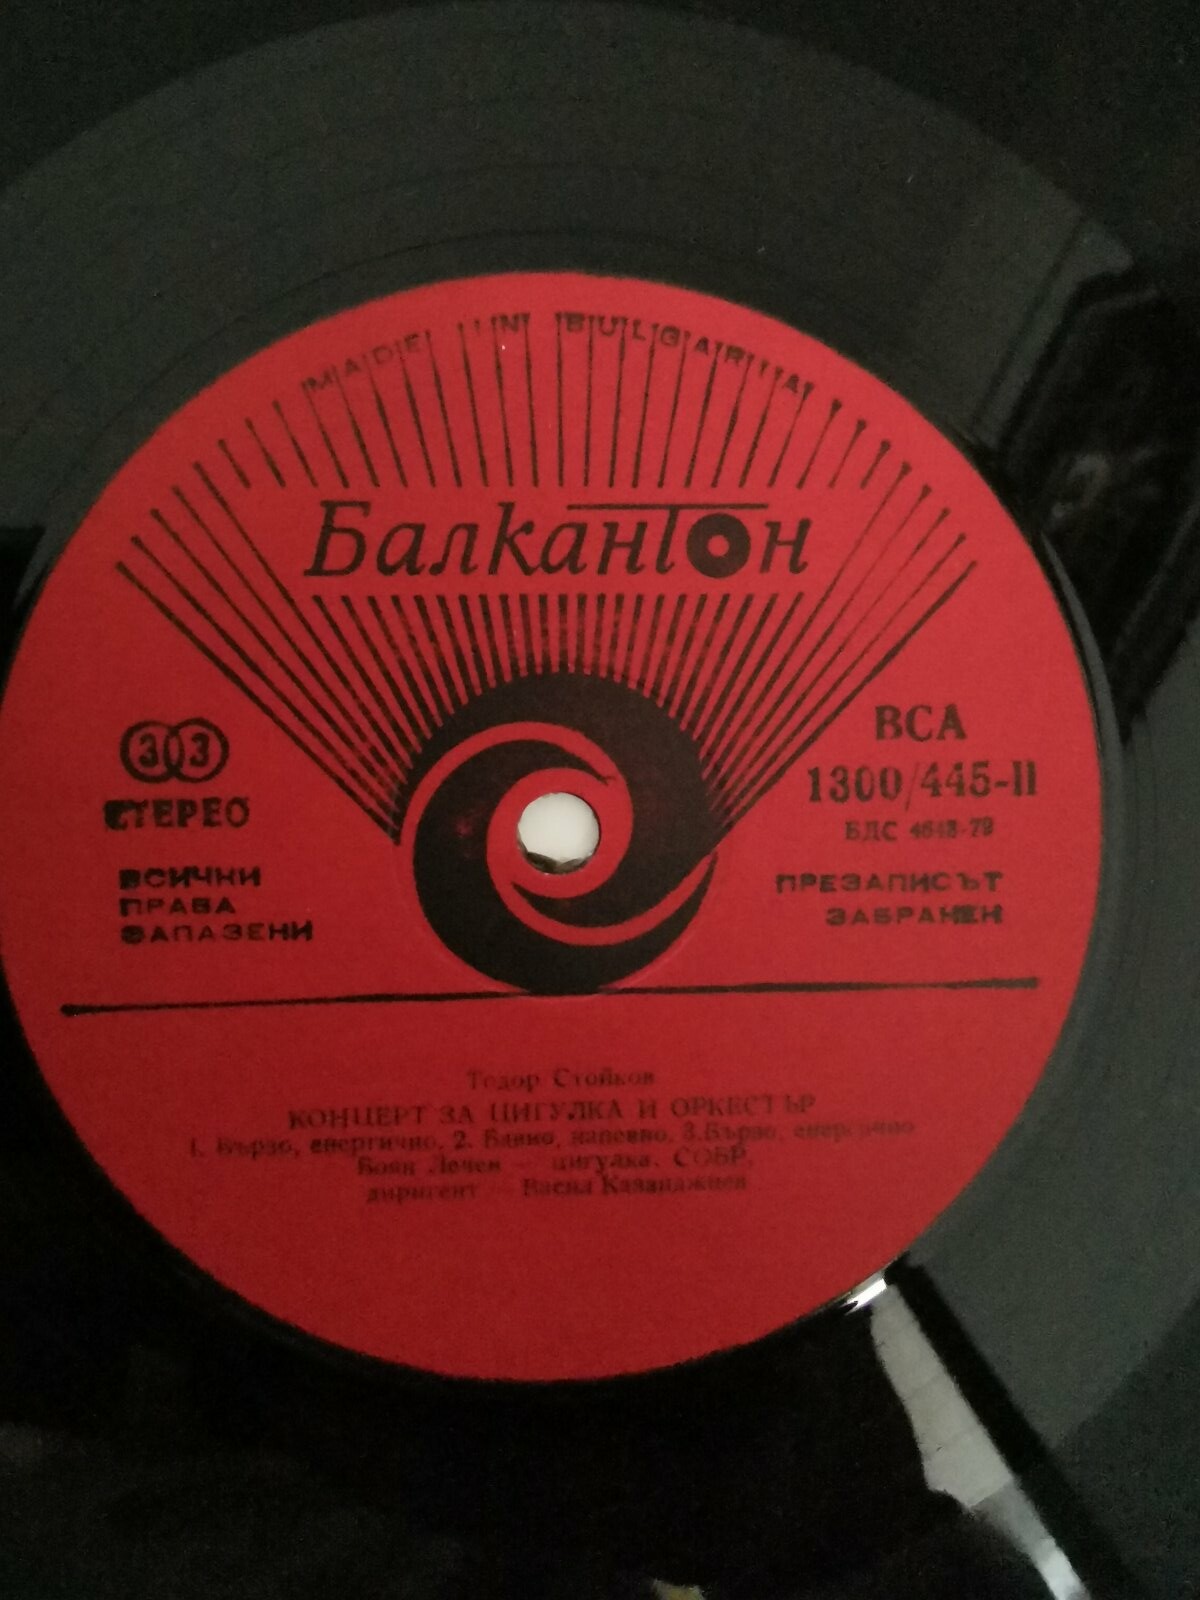 MADE IN BULGARIA
Балкантон
33
СТЕРЕО
ВСИЧКИ
ПРАВА
ЗАПАЗЕНИ
ВСА
1300/445-II
БДС 4648-79
ПРЕЗАПИСЪТ
ЗАБРАНЕН
Тодор Стойков
КОНЦЕРТ ЗА ЦИГУЛКА И ОРКЕСТЪР
1. Бързо, енергично, 2. Бавно, напевно, 3.Бързо, енергично
Боян Лечев — цигулка, СОБР,
диригент — Васил Казанджиев